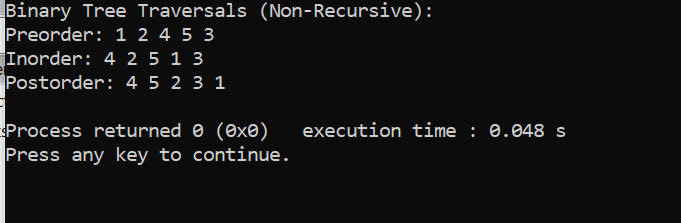 Binary Tree Traversals (Non-Recursive):
Preorder: 1 2 4 5 3
Inorder: 4 2 5 1 3
Postorder: 4 5 2 3 1
Process returned 0 (0x0)   execution time : 0.048 s
Press any key to continue.